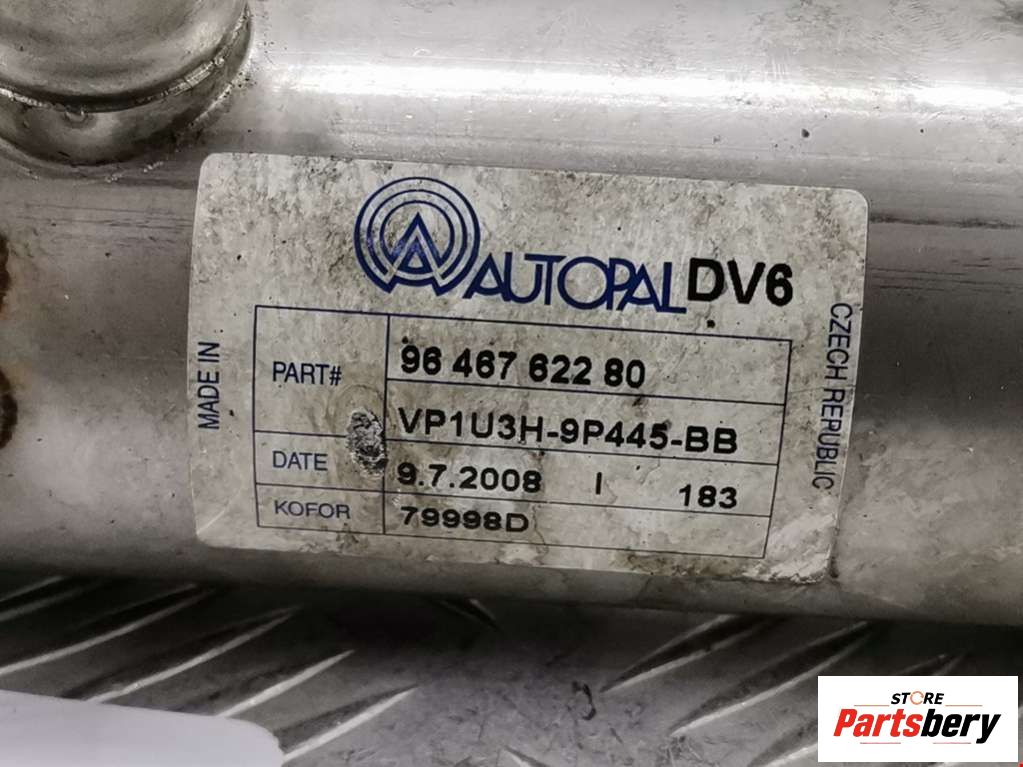 AUTOPAL DV6
MADE IN
PART# 96 467 622 80
VP1U3H-9P445-BB
DATE 9.7.2008 I 183
KOFOR 79998D
CZECH REPUBLIC
STORE
Partsbery